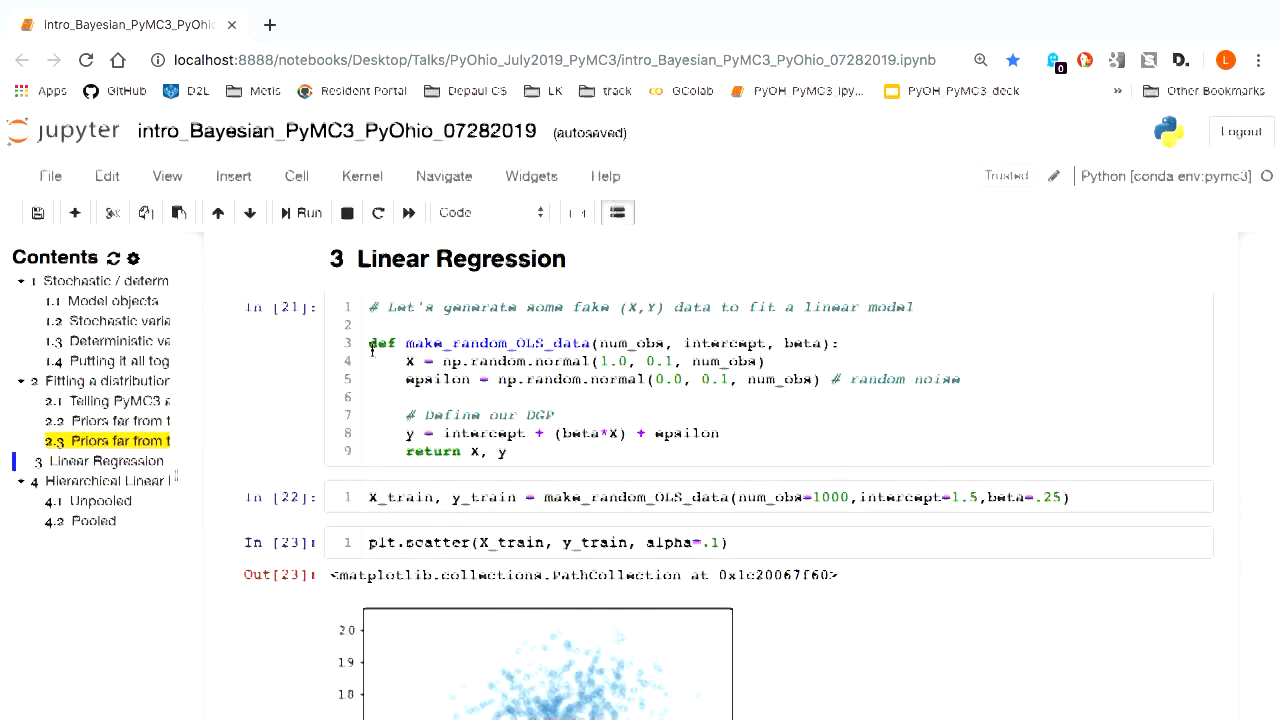 intro_Bayesian_PyMC3_PyOhio
localhost:8888/notebooks/Desktop/Talks/PyOhio_July2019_PyMC3/intro_Bayesian_PyMC3_PyOhio_07282019.ipynb
0
D.
L
Apps GitHub D2L Metis Resident Portal Depaul CS LK track GColab PyOH_PyMC3_ipy... PyOH_PyMC3_deck » Other Bookmarks
jupyter intro_Bayesian_PyMC3_PyOhio_07282019 (autosaved) Logout
File Edit View Insert Cell Kernel Navigate Widgets Help Trusted Python [conda env:pymc3]
Run Code
Contents
1 Stochastic / determ
1.1 Model objects
1.2 Stochastic varia
1.3 Deterministic va
1.4 Putting it all tog
2 Fitting a distribution
2.1 Telling PyMC3 a
2.2 Priors far from t
2.3 Priors far from t
3 Linear Regression
4 Hierarchical Linear
4.1 Unpooled
4.2 Pooled
3 Linear Regression
In [21]:
1 # Let's generate some fake (X,Y) data to fit a linear model
2
3 def make_random_OLS_data(num_obs, intercept, beta):
4 X = np.random.normal(1.0, 0.1, num_obs)
5 epsilon = np.random.normal(0.0, 0.1, num_obs) # random noise
6
7 # Define our DGP
8 y = intercept + (beta*X) + epsilon
9 return X, y
In [22]: 1 X_train, y_train = make_random_OLS_data(num_obs=1000,intercept=1.5,beta=.25)
In [23]: 1 plt.scatter(X_train, y_train, alpha=.1)
Out[23]: <matplotlib.collections.PathCollection at 0x1c20067f60>
2.0
1.9
1.8